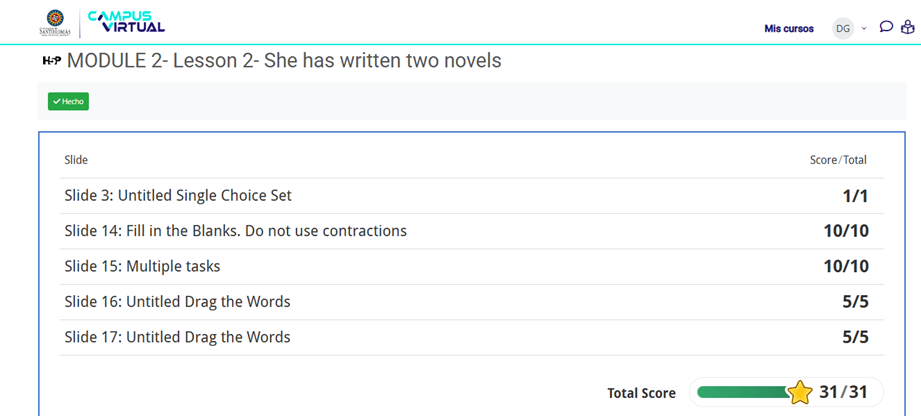 SANTO TOMAS
CAMPUS
VIRTUAL
Mis cursos
DG
H5P MODULE 2- Lesson 2- She has written two novels
Hecho
Slide Score/Total
Slide 3: Untitled Single Choice Set 1/1
Slide 14: Fill in the Blanks. Do not use contractions 10/10
Slide 15: Multiple tasks 10/10
Slide 16: Untitled Drag the Words 5/5
Slide 17: Untitled Drag the Words 5/5
Total Score 31/31